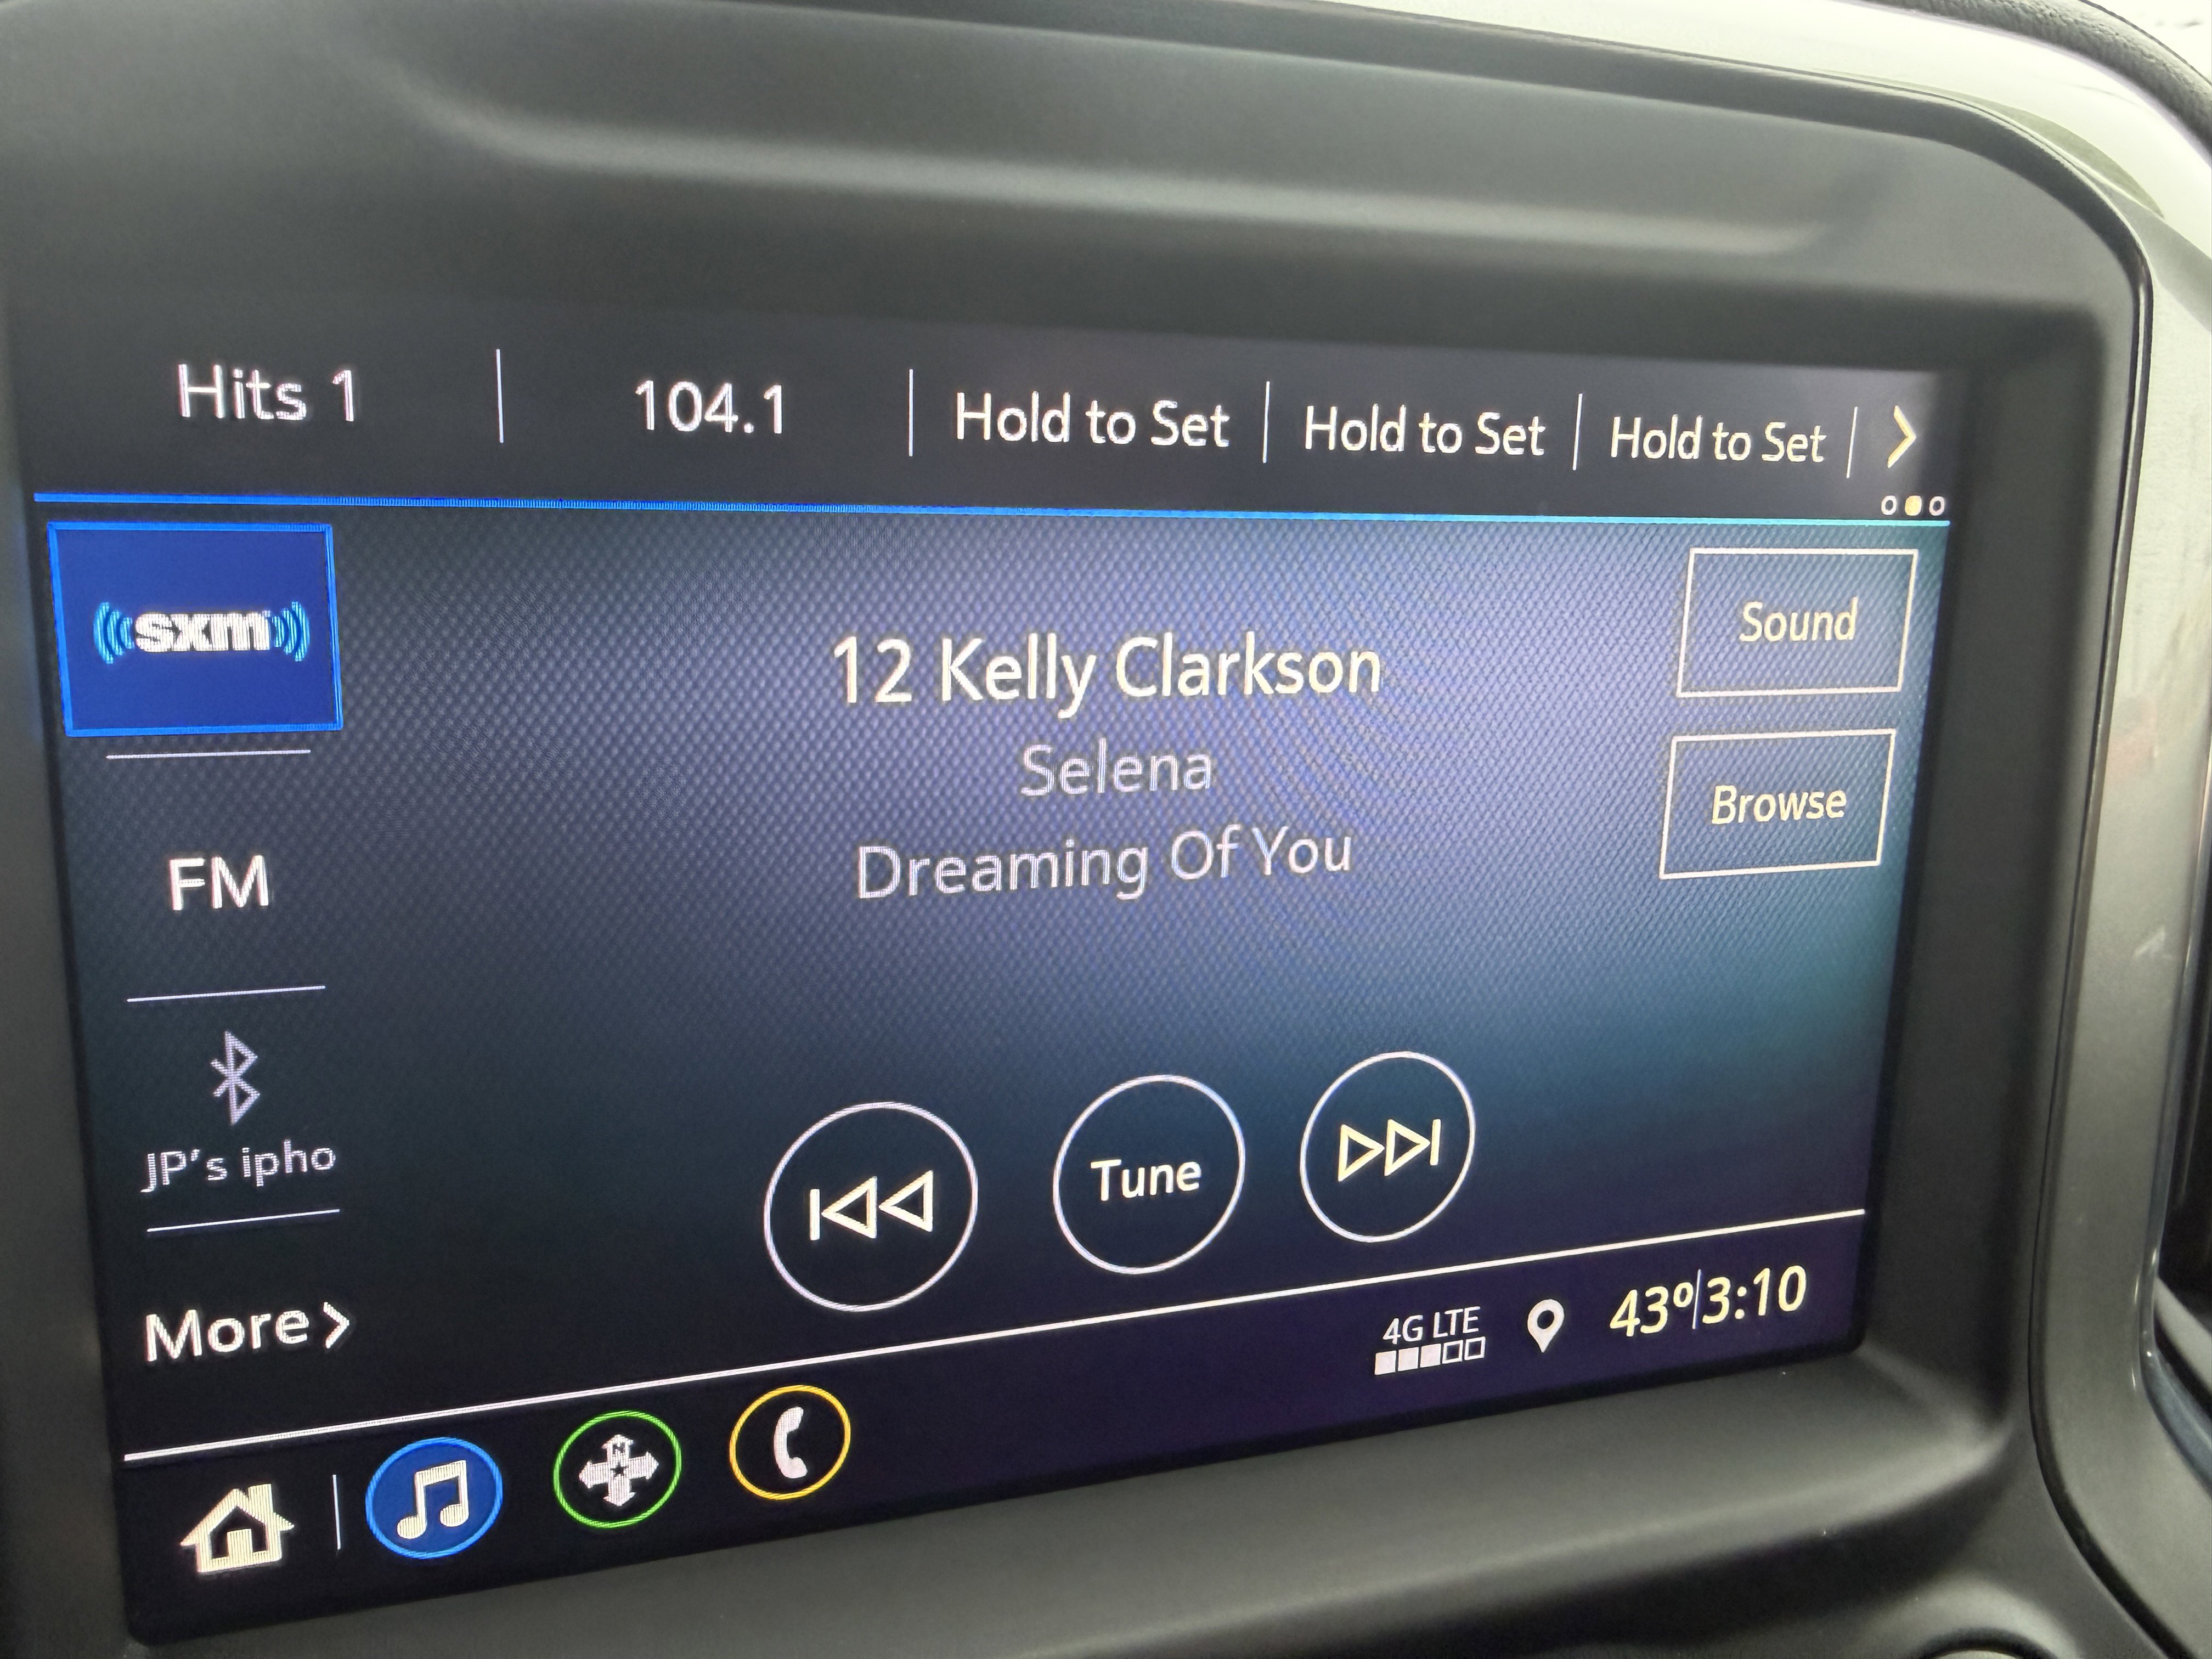 Hits 1
104.1
Hold to Set
Hold to Set
Hold to Set
sxm
Sound
12 Kelly Clarkson
Selena
Browse
Dreaming Of You
FM
JP's ipho
Tune
More
4G LTE
43°
3:10
N